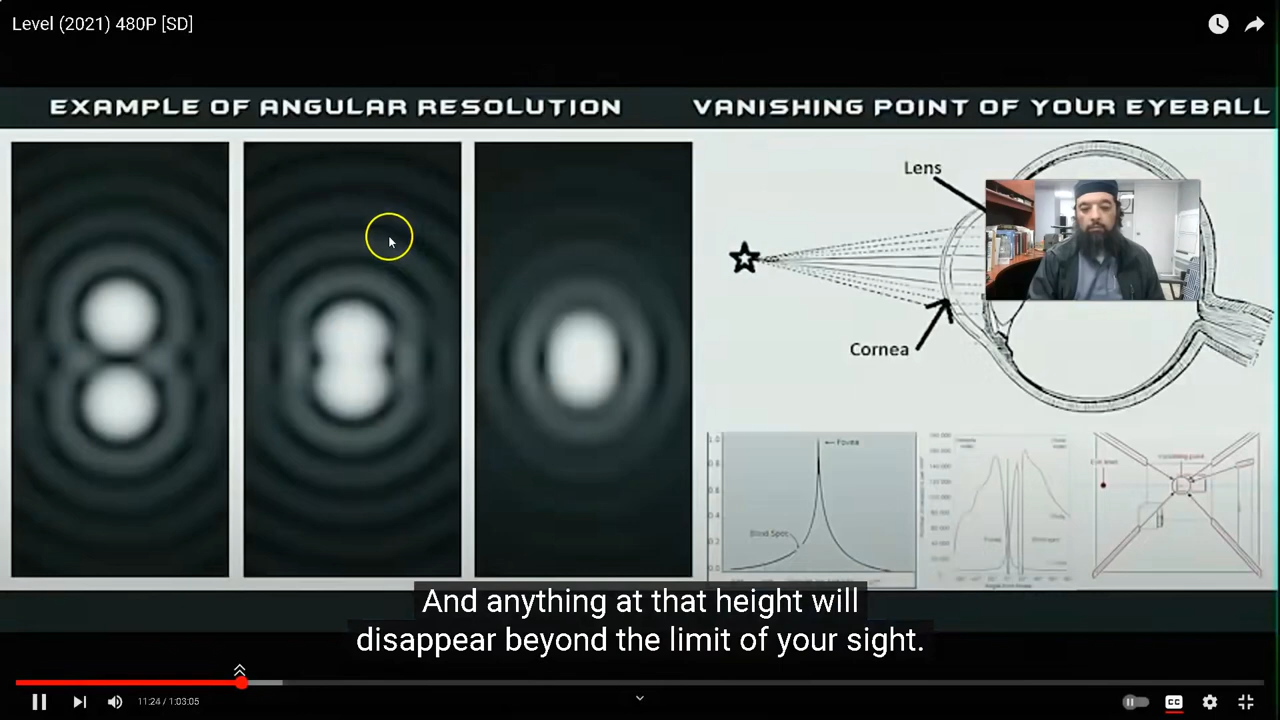 Level (2021) 480P [SD]
EXAMPLE OF ANGULAR RESOLUTION
VANISHING POINT OF YOUR EYEBALL
Lens
Cornea
Fovea
Blind Spot
And anything at that height will
disappear beyond the limit of your sight.
11:24 / 1:03:05
CC